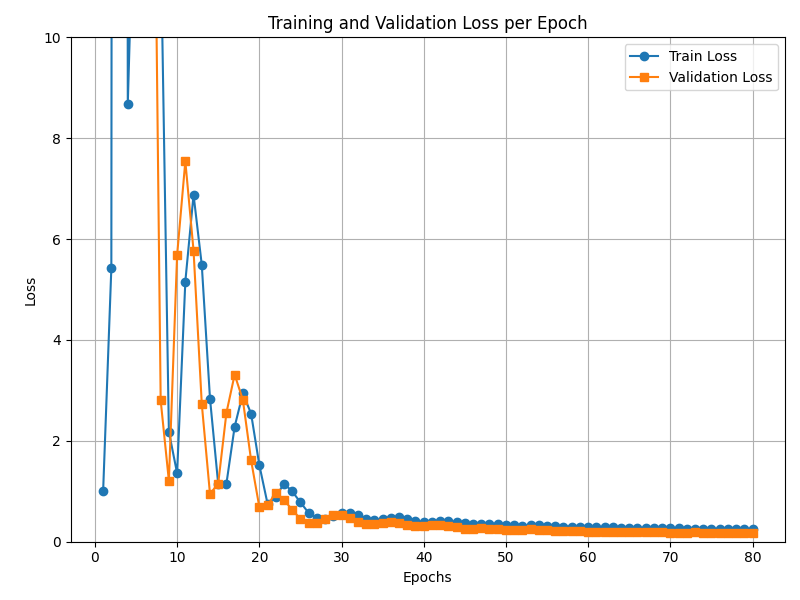 Training and Validation Loss per Epoch
Train Loss
Validation Loss
10
8
6
4
2
0
Loss
0 10 20 30 40 50 60 70 80
Epochs